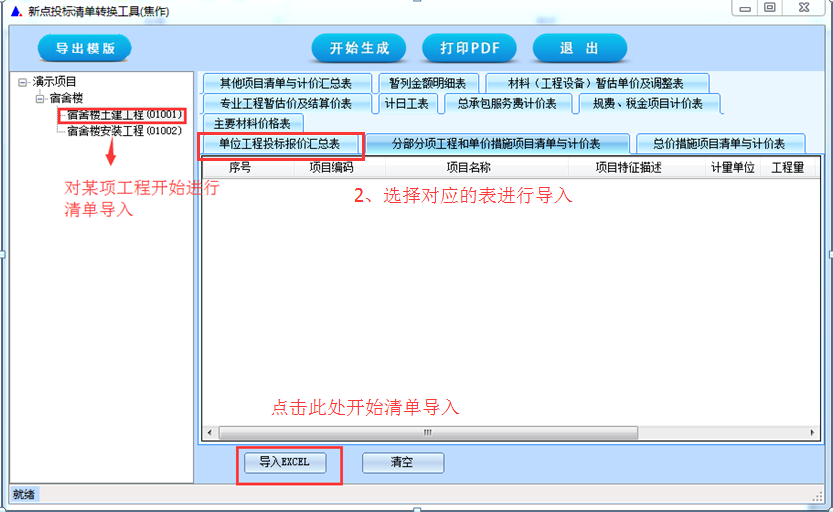 新点投标清单转换工具(焦作)
导出模版
开始生成
打印PDF
退 出
演示项目
宿舍楼
宿舍楼土建工程(01001)
宿舍楼安装工程(01002)
对某项工程开始进行
清单导入
其他项目清单与计价汇总表
暂列金额明细表
材料（工程设备）暂估单价及调整表
专业工程暂估价及结算价表
计日工表
总承包服务费计价表
规费、税金项目计价表
主要材料价格表
单位工程投标报价汇总表
分部分项工程和单价措施项目清单与计价表
总价措施项目清单与计价表
序号
项目编码
项目名称
项目特征描述
计量单位
工程量
2、选择对应的表进行导入
点击此处开始清单导入
导入EXCEL
清空
就绪